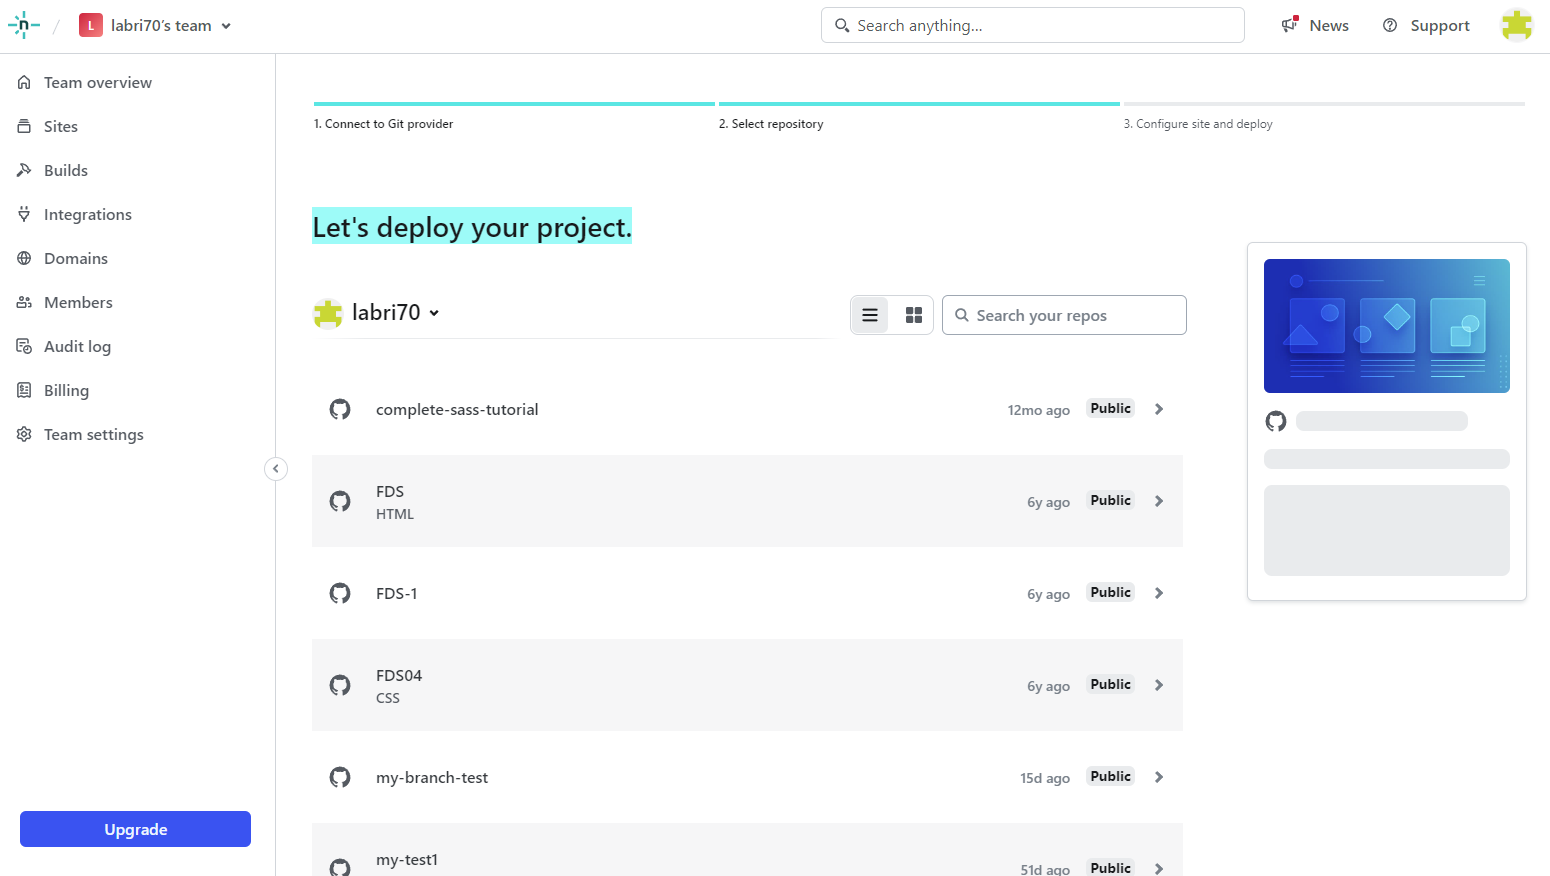 n / L labri70's team
Search anything...
News
Support
Team overview
Sites
Builds
Integrations
Domains
Members
Audit log
Billing
Team settings
Upgrade
1. Connect to Git provider
2. Select repository
3. Configure site and deploy
Let's deploy your project.
labri70
Search your repos
complete-sass-tutorial
12mo ago
Public
FDS
HTML
6y ago
Public
FDS-1
6y ago
Public
FDS04
CSS
6y ago
Public
my-branch-test
15d ago
Public
my-test1
51d ago
Public